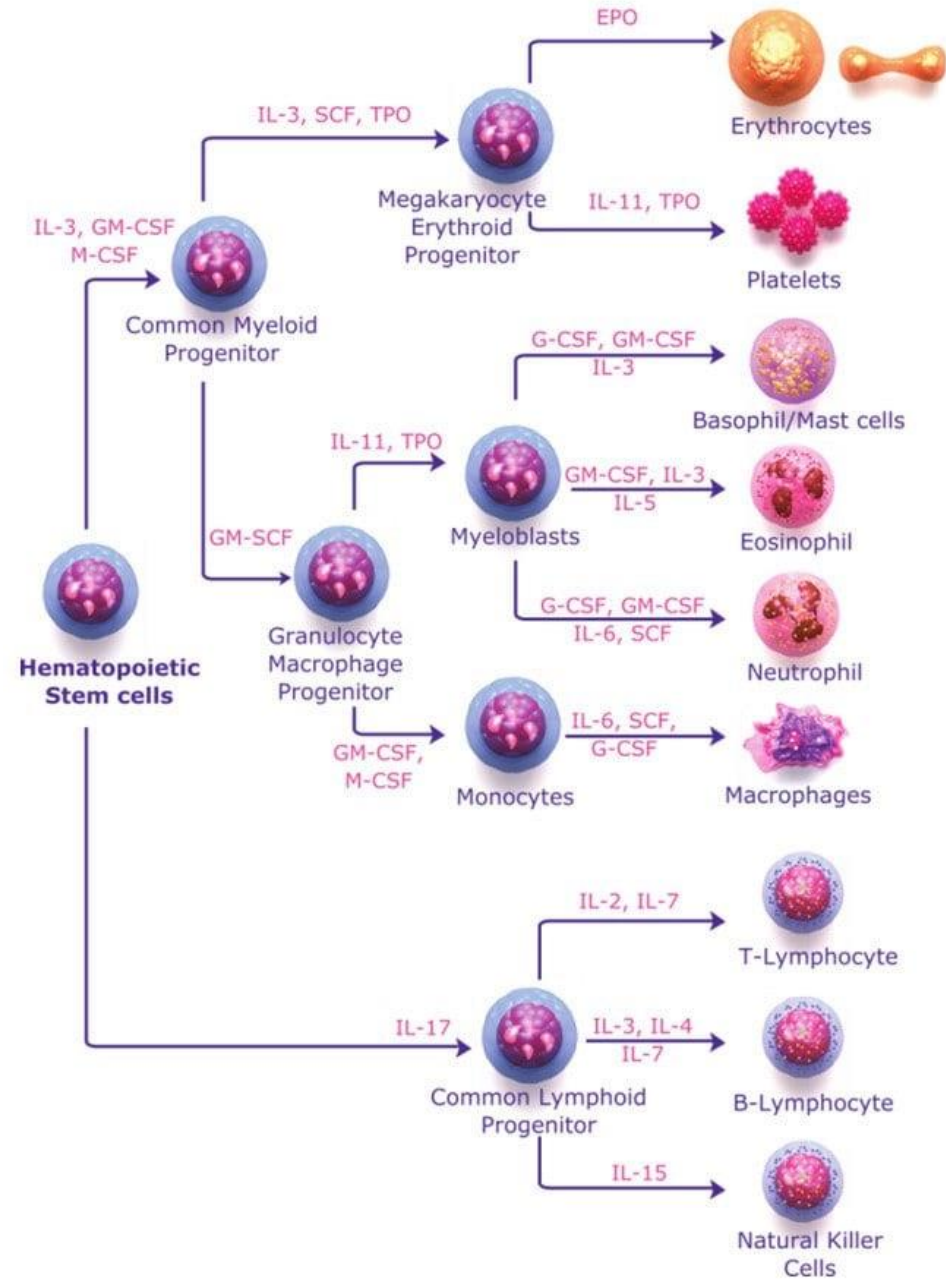 EPO
Erythrocytes
IL-3, SCF, TPO
Megakaryocyte
Erythroid
Progenitor
IL-11, TPO
Platelets
IL-3, GM-CSF
M-CSF
Common Myeloid
Progenitor
G-CSF, GM-CSF
IL-3
Basophil/Mast cells
IL-11, TPO
Myeloblasts
GM-CSF, IL-3
IL-5
Eosinophil
GM-SCF
Granulocyte
Macrophage
Progenitor
G-CSF, GM-CSF
IL-6, SCF
Neutrophil
Hematopoietic
Stem cells
GM-CSF,
M-CSF
Monocytes
IL-6, SCF,
G-CSF
Macrophages
IL-2, IL-7
T-Lymphocyte
IL-17
Common Lymphoid
Progenitor
IL-3, IL-4
IL-7
B-Lymphocyte
IL-15
Natural Killer
Cells